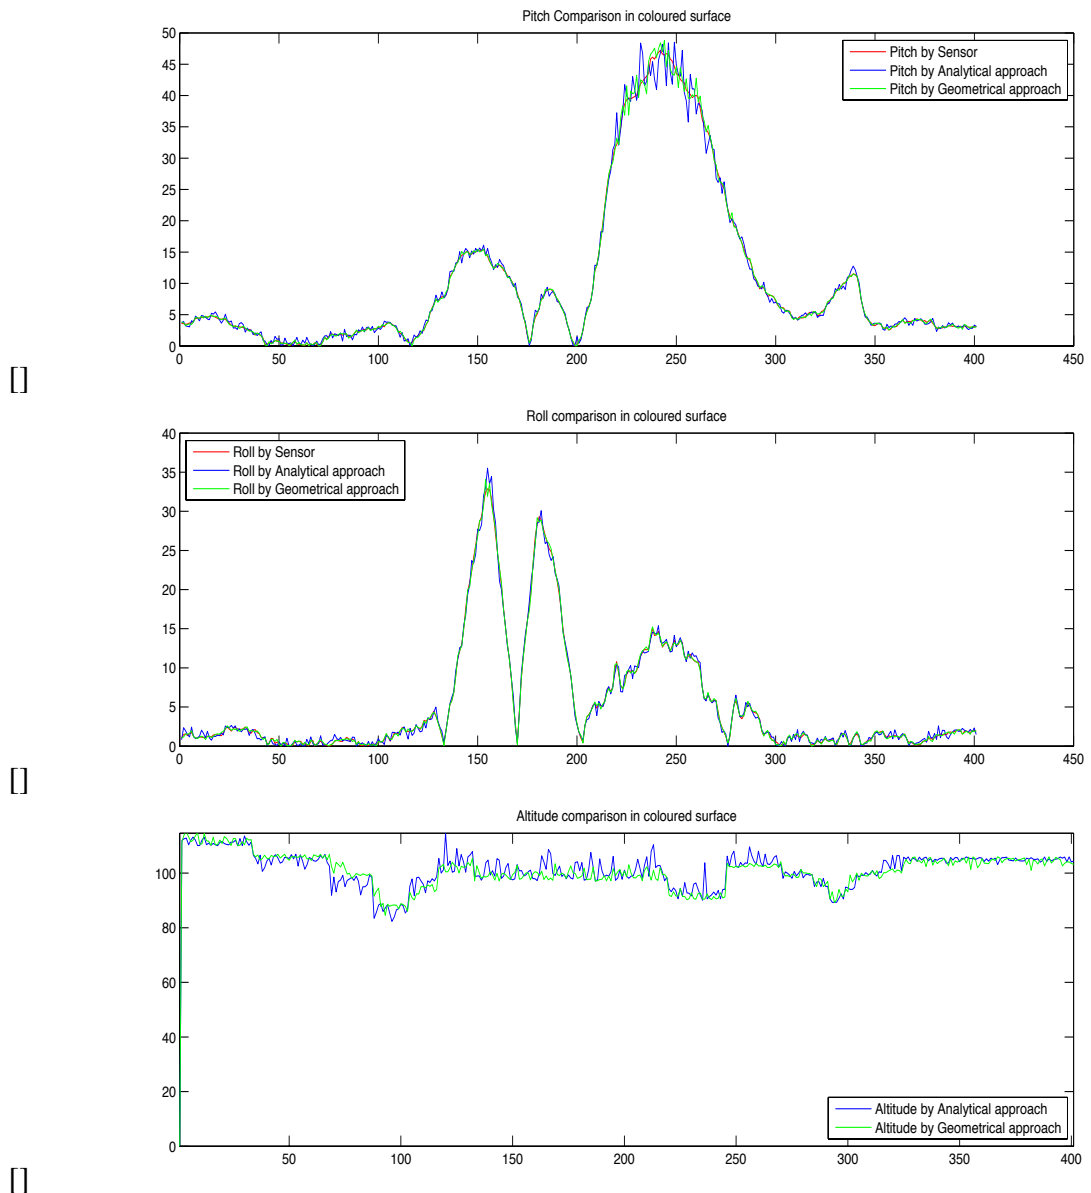 Pitch Comparison in coloured surface
50
45
40
35
30
25
20
15
10
5
0
Pitch by Sensor
Pitch by Analytical approach
Pitch by Geometrical approach
0 50 100 150 200 250 300 350 400 450
[]
Roll comparison in coloured surface
40
35
30
25
20
15
10
5
0
Roll by Sensor
Roll by Analytical approach
Roll by Geometrical approach
0 50 100 150 200 250 300 350 400 450
[]
Altitude comparison in coloured surface
100
80
60
40
20
0
Altitude by Analytical approach
Altitude by Geometrical approach
50 100 150 200 250 300 350 400
[]